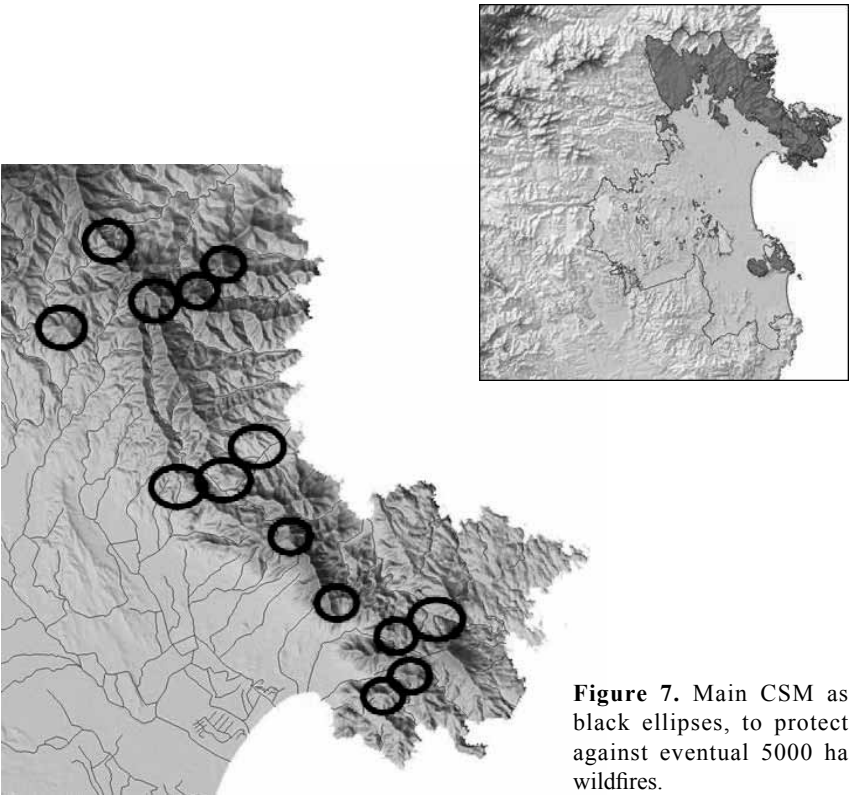 Figure 7. Main CSM as
black ellipses, to protect
against eventual 5000 ha
wildfires.